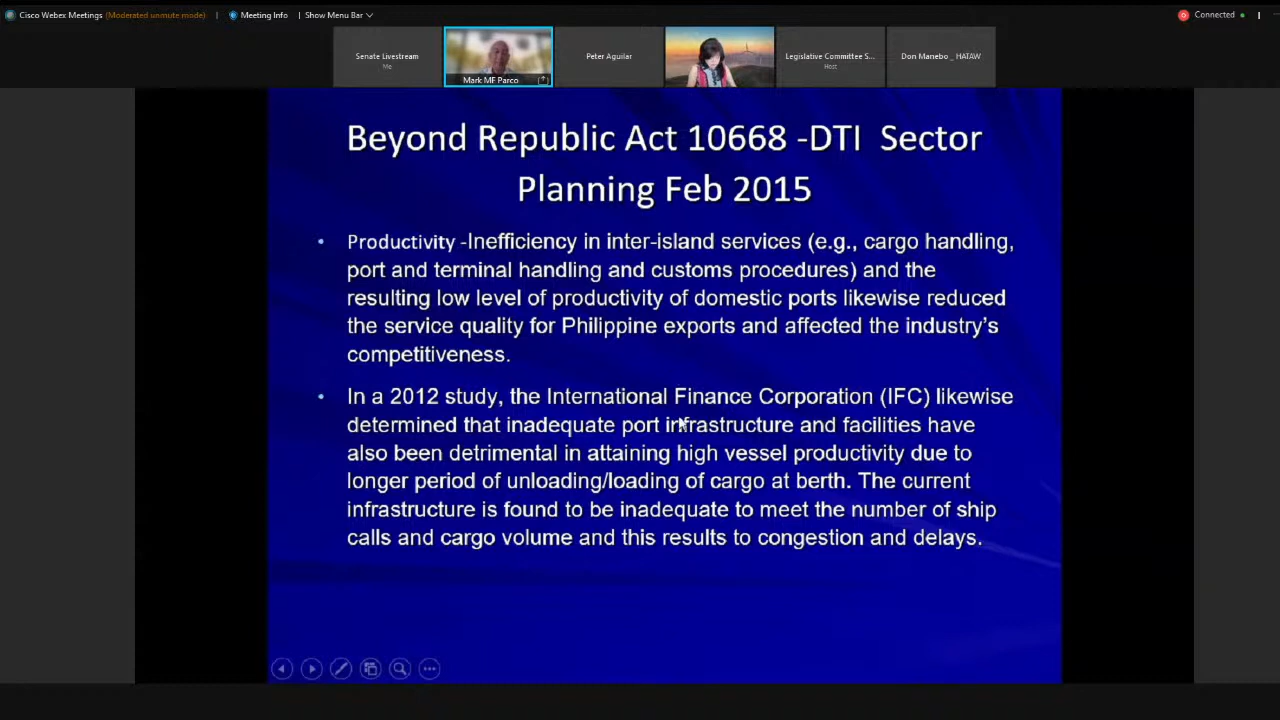 Cisco Webex Meetings (Moderated unmute mode) | Meeting Info | Show Menu Bar
Connected
Senate Livestream
Me
Mark MF Parco
Peter Aguilar
Legislative Committee S...
Host
Don Manebo _ HATAW
Beyond Republic Act 10668 -DTI Sector
Planning Feb 2015
• Productivity -Inefficiency in inter-island services (e.g., cargo handling,
port and terminal handling and customs procedures) and the
resulting low level of productivity of domestic ports likewise reduced
the service quality for Philippine exports and affected the industry's
competitiveness.
• In a 2012 study, the International Finance Corporation (IFC) likewise
determined that inadequate port infrastructure and facilities have
also been detrimental in attaining high vessel productivity due to
longer period of unloading/loading of cargo at berth. The current
infrastructure is found to be inadequate to meet the number of ship
calls and cargo volume and this results to congestion and delays.